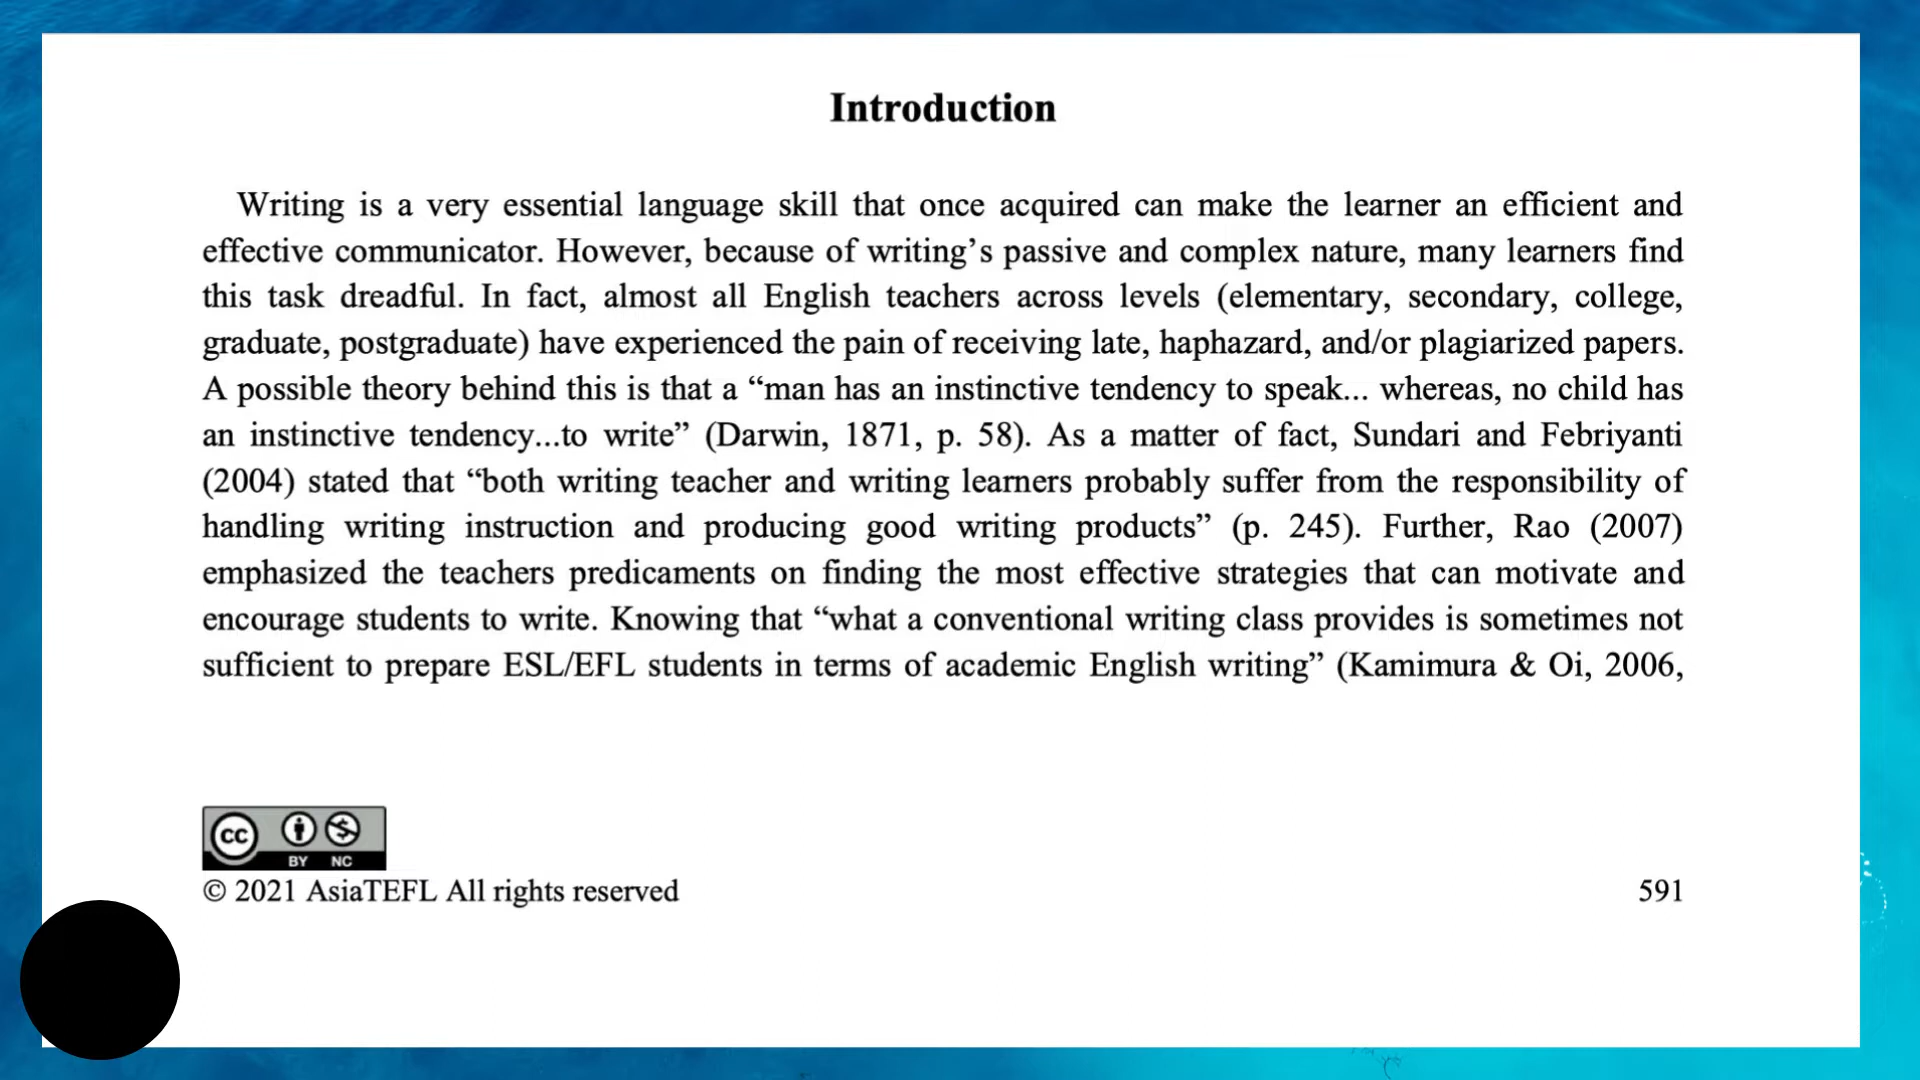 Introduction
Writing is a very essential language skill that once acquired can make the learner an efficient and
effective communicator. However, because of writing’s passive and complex nature, many learners find
this task dreadful. In fact, almost all English teachers across levels (elementary, secondary, college,
graduate, postgraduate) have experienced the pain of receiving late, haphazard, and/or plagiarized papers.
A possible theory behind this is that a “man has an instinctive tendency to speak... whereas, no child has
an instinctive tendency...to write” (Darwin, 1871, p. 58). As a matter of fact, Sundari and Febriyanti
(2004) stated that “both writing teacher and writing learners probably suffer from the responsibility of
handling writing instruction and producing good writing products” (p. 245). Further, Rao (2007)
emphasized the teachers predicaments on finding the most effective strategies that can motivate and
encourage students to write. Knowing that “what a conventional writing class provides is sometimes not
sufficient to prepare ESL/EFL students in terms of academic English writing” (Kamimura & Oi, 2006,
cc BY NC
© 2021 AsiaTEFL All rights reserved
591